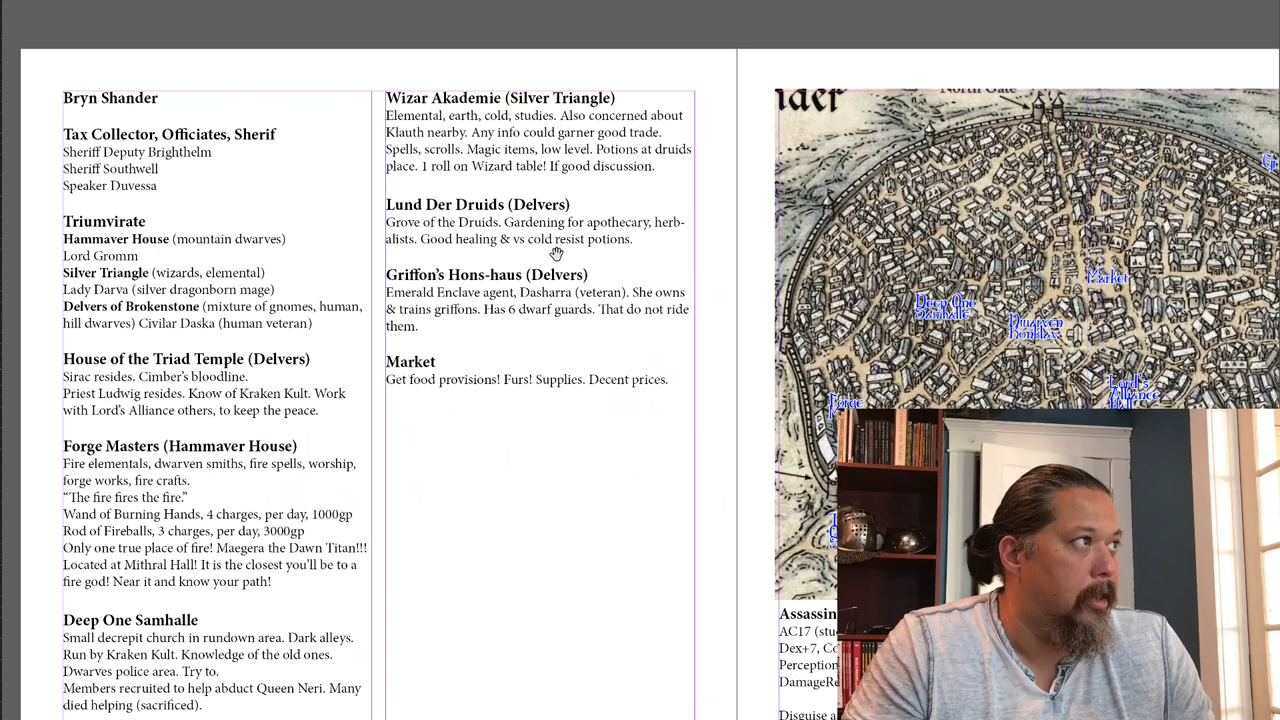 Bryn Shander
Tax Collector, Officiates, Sherif
Sheriff Deputy Brighthelm
Sheriff Southwell
Speaker Duvessa
Triumvirate
Hammaver House (mountain dwarves)
Lord Gromm
Silver Triangle (wizards, elemental)
Lady Darva (silver dragonborn mage)
Delvers of Brokenstone (mixture of gnomes, human,
hill dwarves) Civilar Daska (human veteran)
House of the Triad Temple (Delvers)
Sirac resides. Cimber's bloodline.
Priest Ludwig resides. Know of Kraken Kult. Work
with Lord's Alliance others, to keep the peace.
Forge Masters (Hammaver House)
Fire elementals, dwarven smiths, fire spells, worship,
forge works, fire crafts.
"The fire fires the fire."
Wand of Burning Hands, 4 charges, per day, 1000gp
Rod of Fireballs, 3 charges, per day, 3000gp
Only one true place of fire! Maegera the Dawn Titan!!!
Located at Mithral Hall! It is the closest you'll be to a
fire god! Near it and know your path!
Deep One Samhalle
Small decrepit church in rundown area. Dark alleys.
Run by Kraken Kult. Knowledge of the old ones.
Dwarves police area. Try to.
Members recruited to help abduct Queen Neri. Many
died helping (sacrificed).
Wizar Akademie (Silver Triangle)
Elemental, earth, cold, studies. Also concerned about
Klauth nearby. Any info could garner good trade.
Spells, scrolls. Magic items, low level. Potions at druids
place. 1 roll on Wizard table! If good discussion.
Lund Der Druids (Delvers)
Grove of the Druids. Gardening for apothecary, herb-
alists. Good healing & vs cold resist potions.
Griffon's Hons-haus (Delvers)
Emerald Enclave agent, Dasharra (veteran). She owns
& trains griffons. Has 6 dwarf guards. That do not ride
them.
Market
Get food provisions! Furs! Supplies. Decent prices.
North Gate
Market
Deep One
Samhalle
Dwarven
Konklav
Lord's
Alliance
Hall
Forge
Assassin
AC17 (stu
Dex+7, Co
Perception
DamageRe
Disguise a